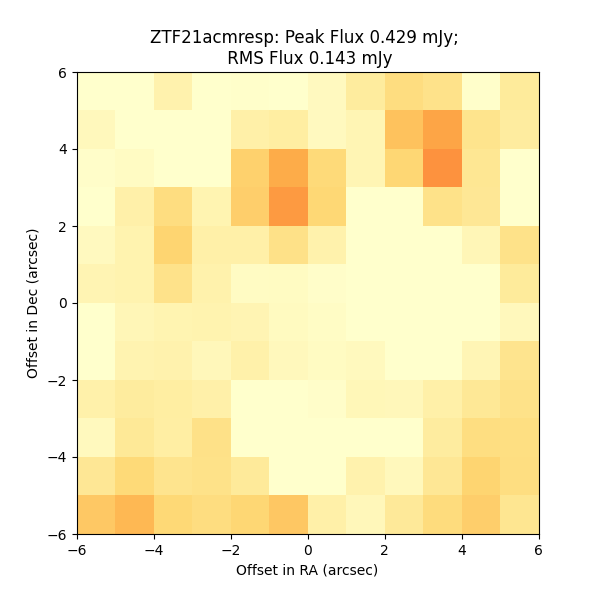 ZTF21acmresp: Peak Flux 0.429 mJy;
RMS Flux 0.143 mJy
6
4
2
0
−2
−4
−6
Offset in Dec (arcsec)
−6 −4 −2 0 2 4 6
Offset in RA (arcsec)